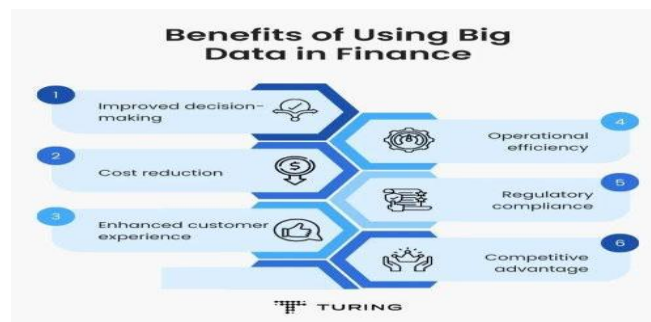 Benefits of Using Big
Data in Finance
1
Improved decision-
making
2
Cost reduction
3
Enhanced customer
experience
4
Operational
efficiency
5
Regulatory
compliance
6
Competitive
advantage
TURING